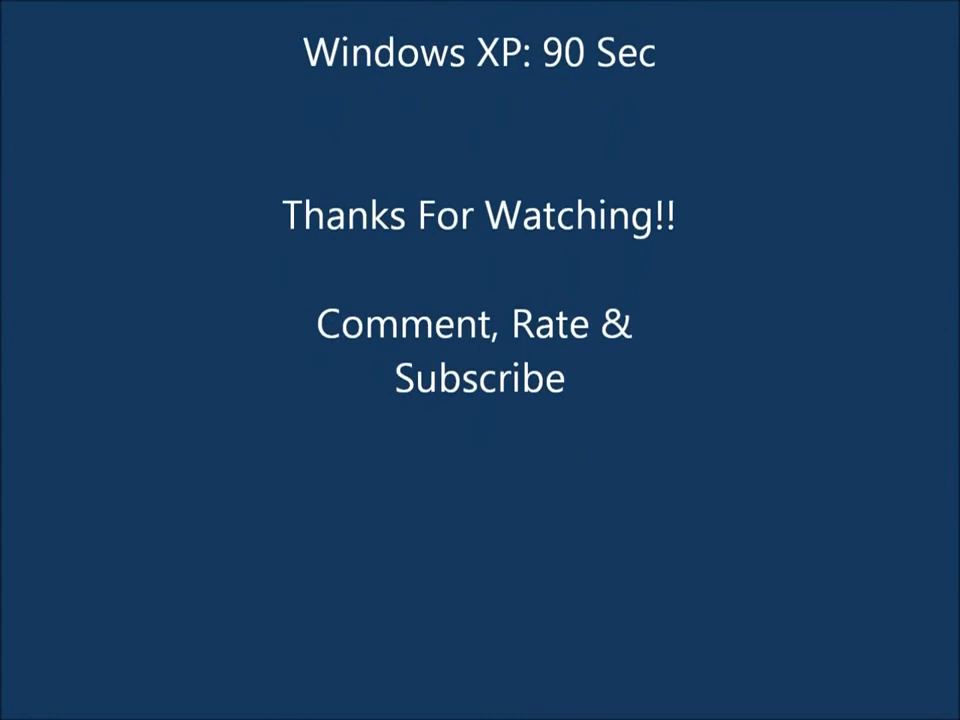 Windows XP: 90 Sec
Thanks For Watching!!
Comment, Rate &
Subscribe